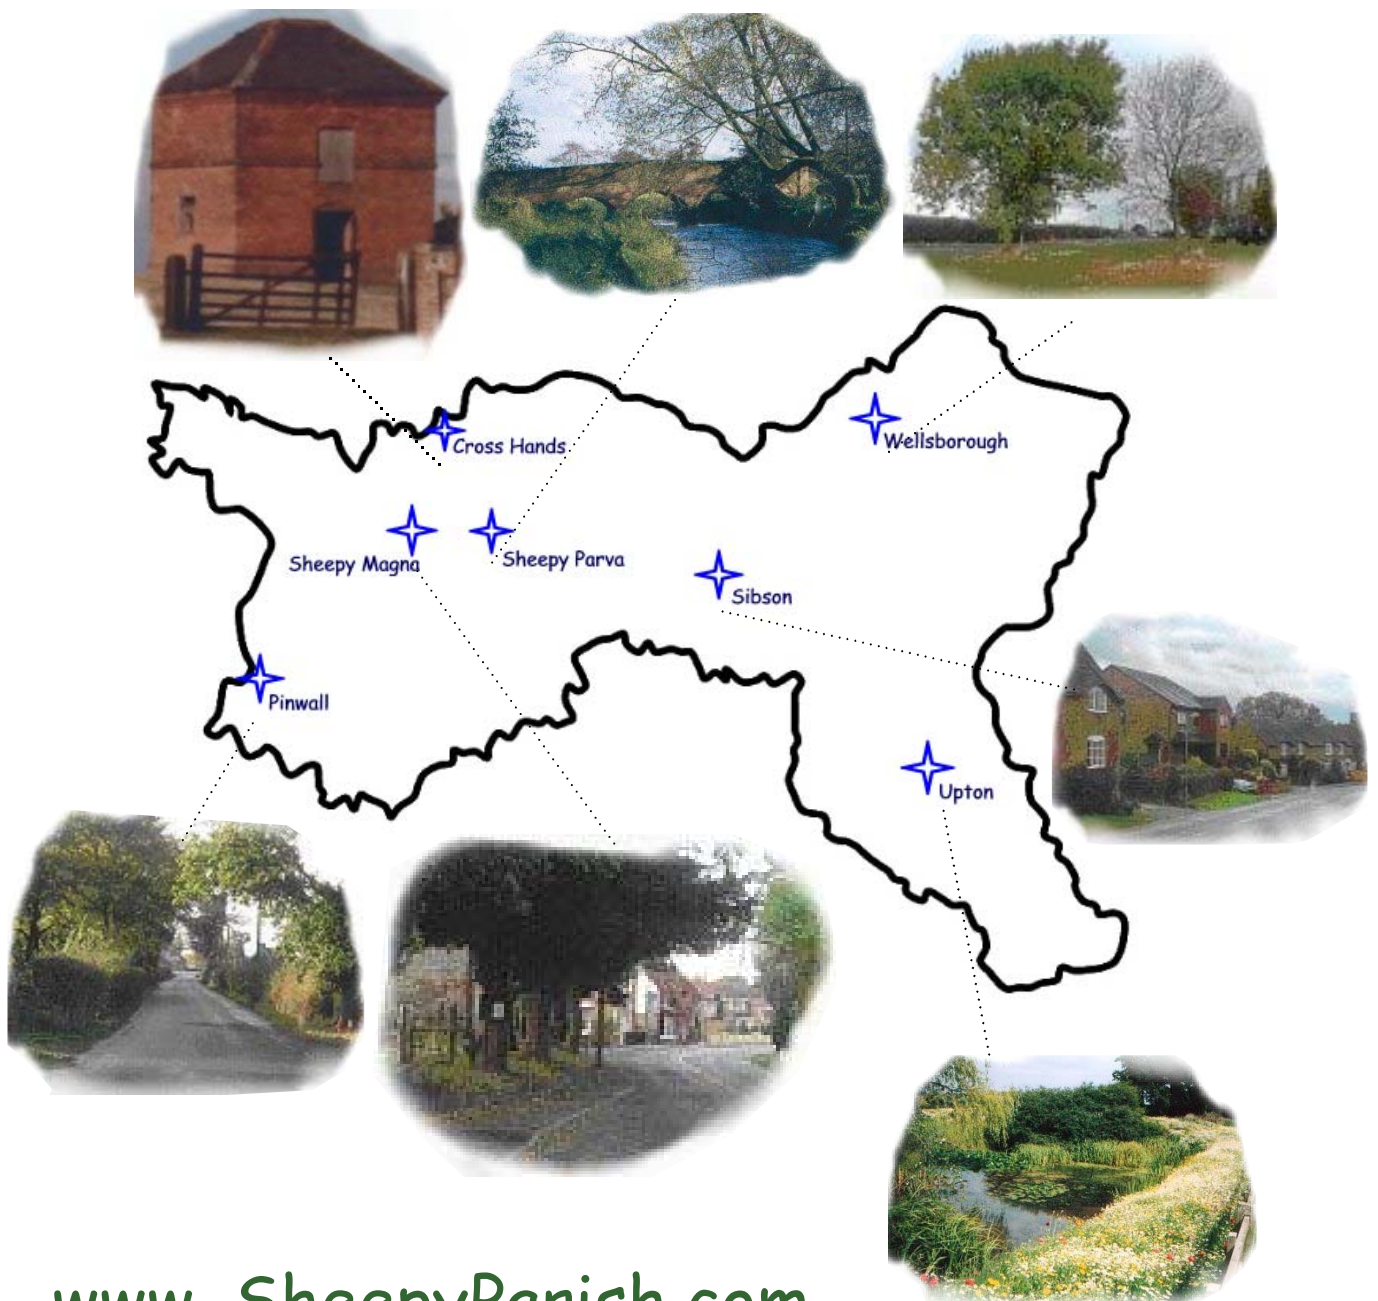 Cross Hands
Wellsborough
Sheepy Magna
Sheepy Parva
Sibson
Pinwall
Upton
www. SheepyParish.com